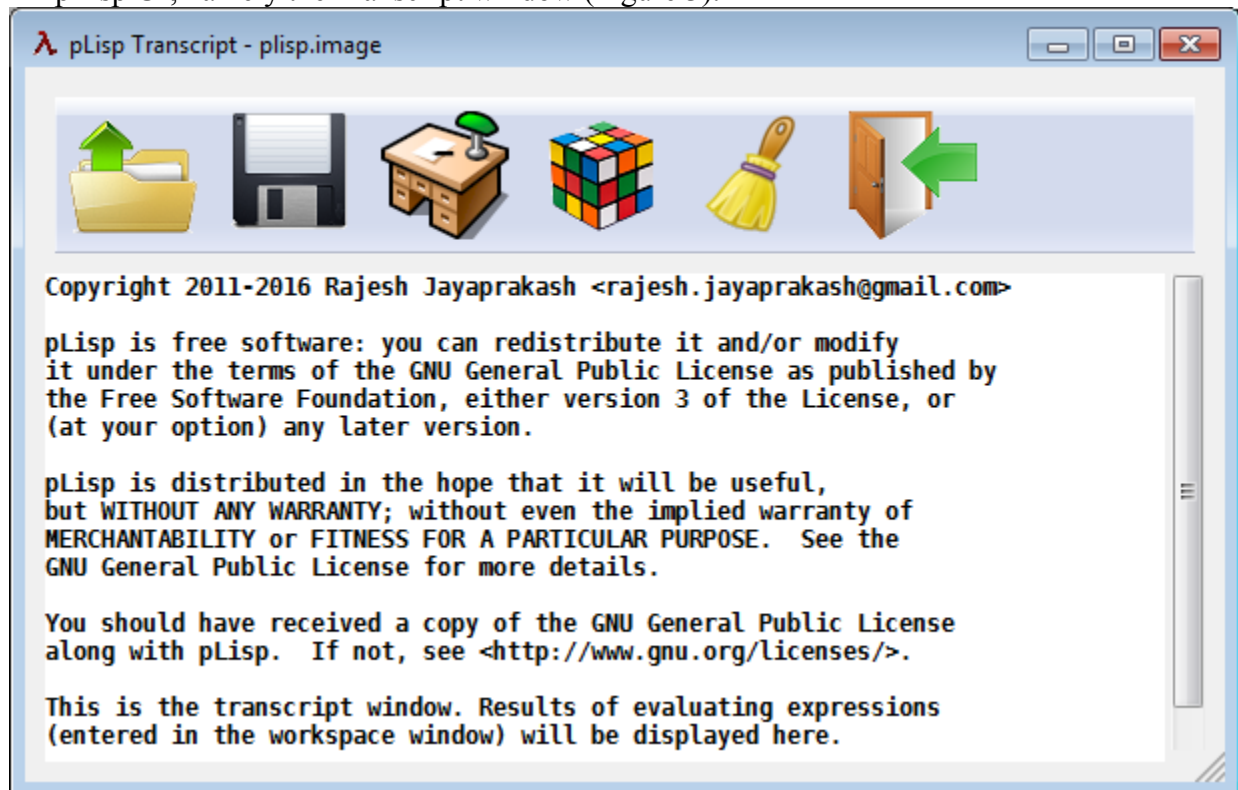 namely the Transcript window (Figure
pLisp Transcript - plisp.image
Copyright 2011-2016 Rajesh Jayaprakash <rajesh.jayaprakash@gmail.com>
pLisp is free software: you can redistribute it and/or modify
it under the terms of the GNU General Public License as published by
the Free Software Foundation, either version 3 of the License, or
(at your option) any later version.
pLisp is distributed in the hope that it will be useful,
but WITHOUT ANY WARRANTY; without even the implied warranty of
MERCHANTABILITY or FITNESS FOR A PARTICULAR PURPOSE.  See the
GNU General Public License for more details.
You should have received a copy of the GNU General Public License
along with pLisp.  If not, see <http://www.gnu.org/licenses/>.
This is the transcript window. Results of evaluating expressions
(entered in the workspace window) will be displayed here.